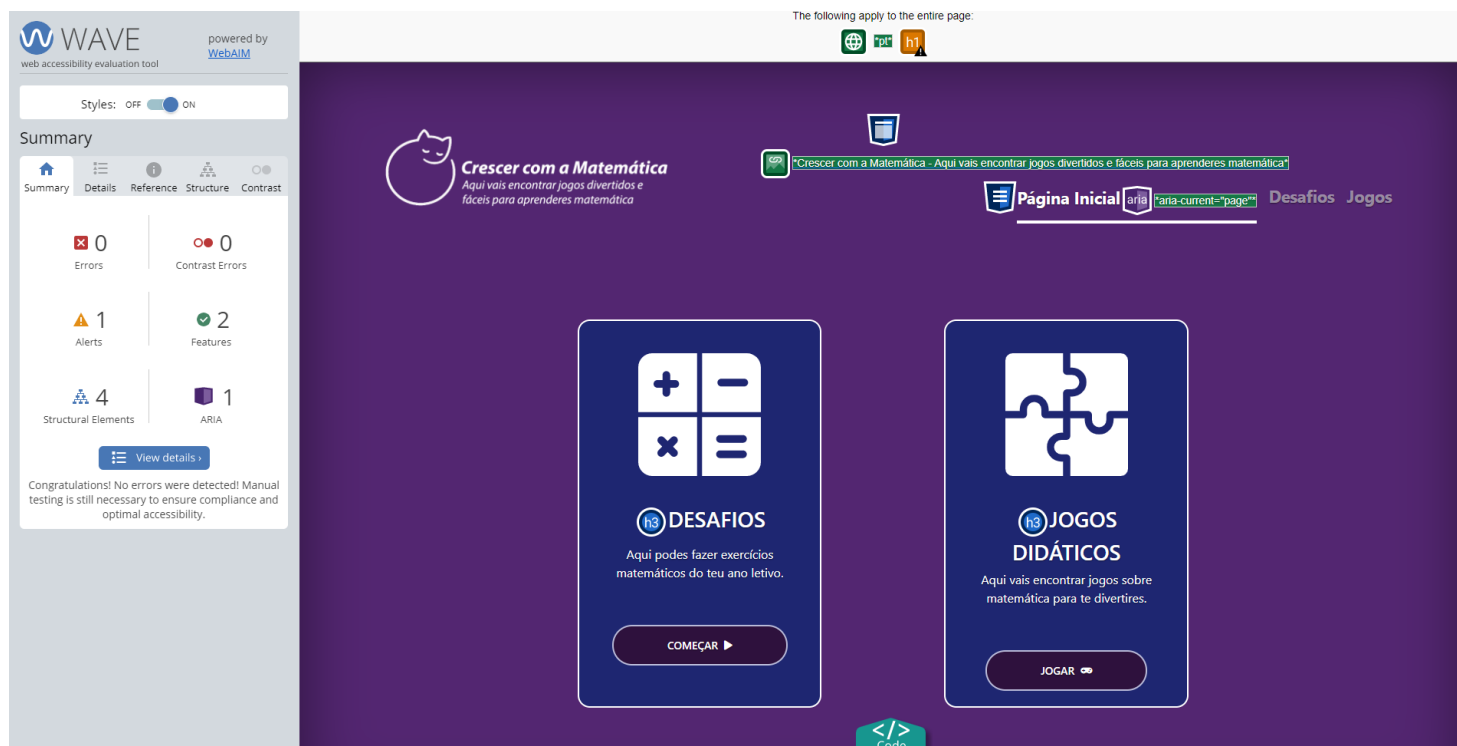 WAVE
web accessibility evaluation tool
powered by
WebAIM
Styles: OFF ON
Summary
Summary Details Reference Structure Contrast
0
Errors
0
Contrast Errors
1
Alerts
2
Features
4
Structural Elements
1
ARIA
View details ›
Congratulations! No errors were detected! Manual
testing is still necessary to ensure compliance and
optimal accessibility.
The following apply to the entire page:
*pt* h1
Crescer com a Matemática
Aqui vais encontrar jogos divertidos e
fáceis para aprenderes matemática
*Crescer com a Matemática - Aqui vais encontrar jogos divertidos e fáceis para aprenderes matemática*
Página Inicial aria *aria-current="page"* Desafios Jogos
h3 DESAFIOS
Aqui podes fazer exercícios
matemáticos do teu ano letivo.
COMEÇAR
h3 JOGOS
DIDÁTICOS
Aqui vais encontrar jogos sobre
matemática para te divertires.
JOGAR
</>
Code